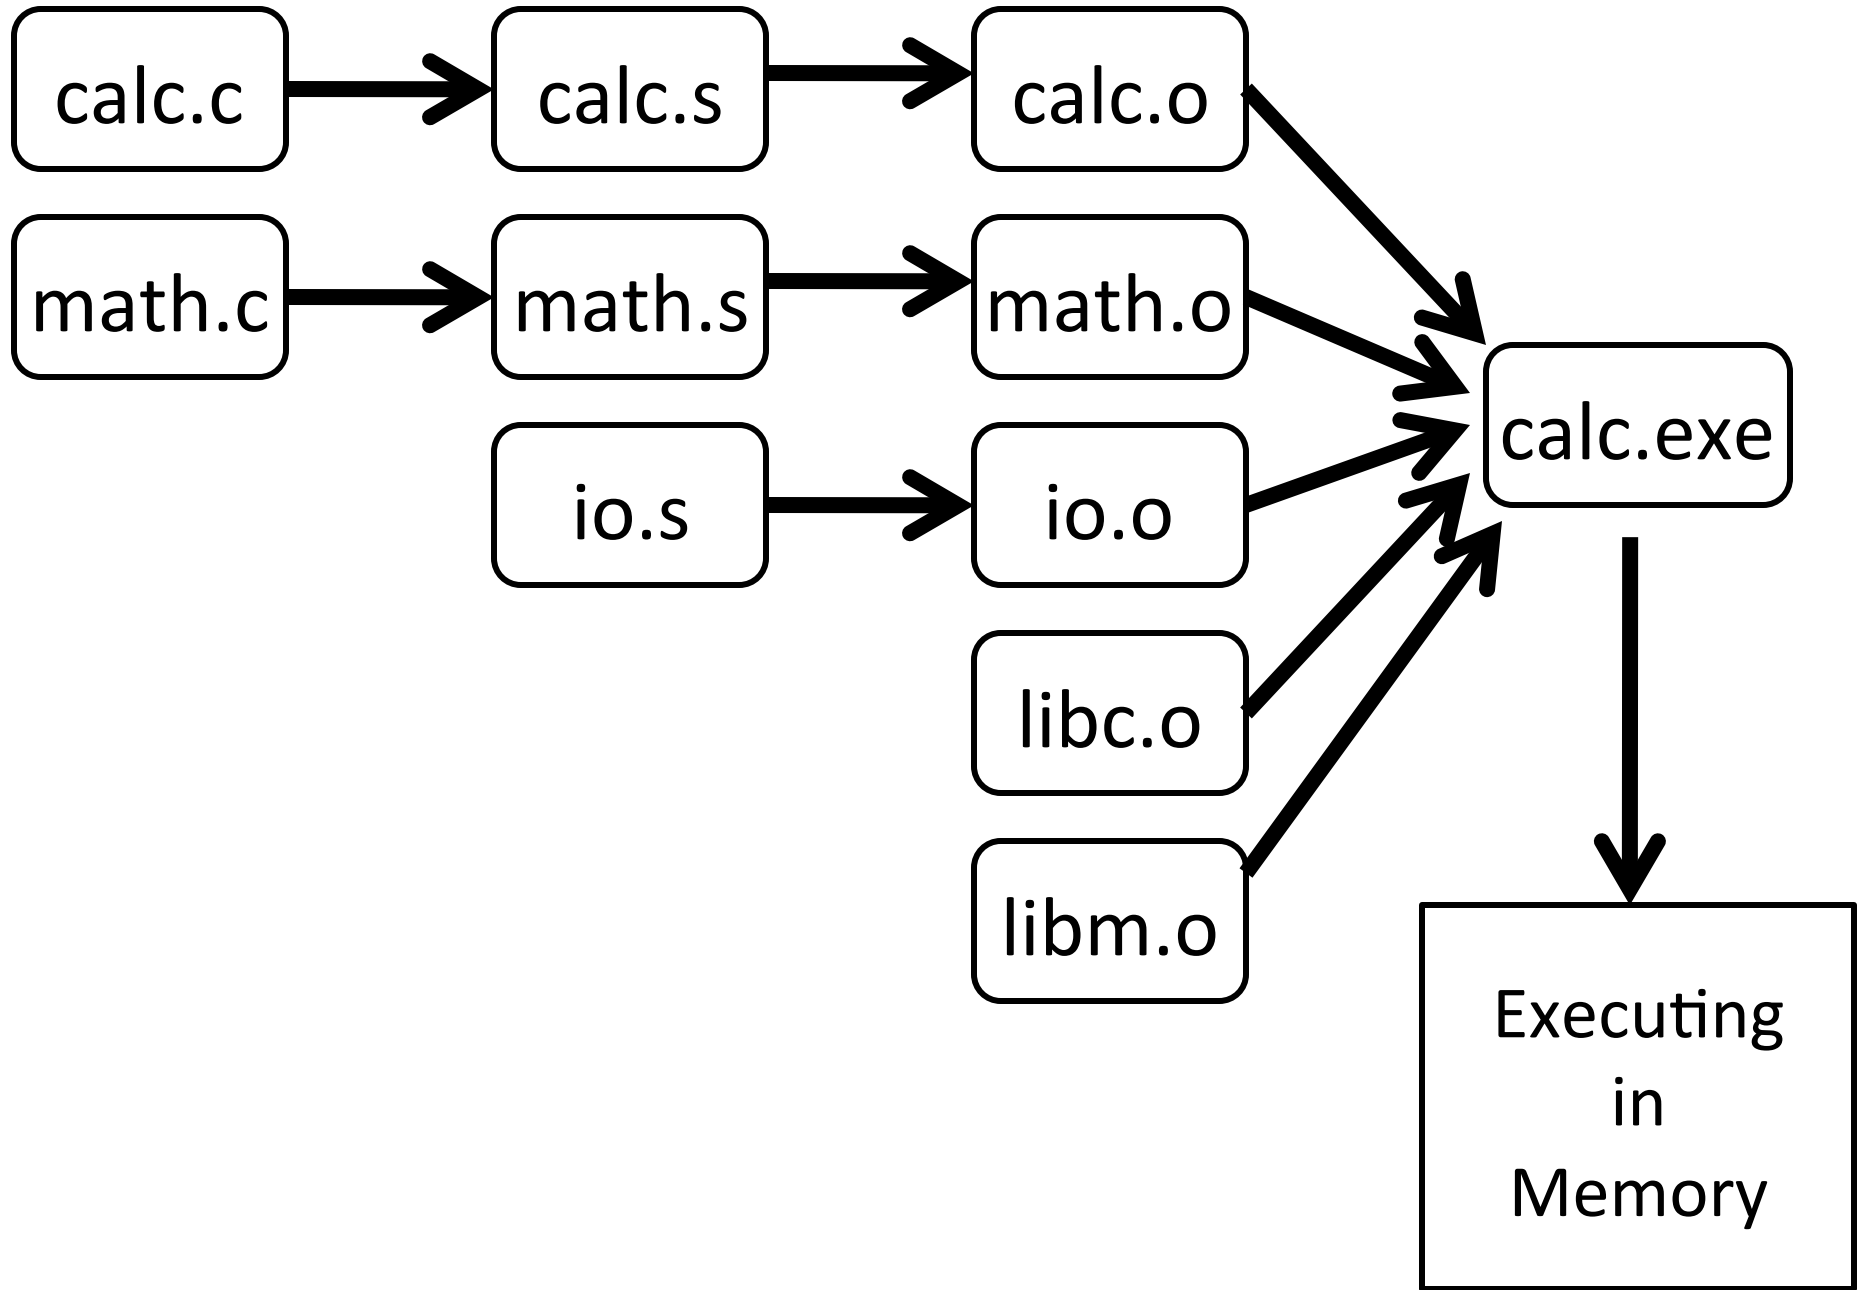 calc.c
calc.s
calc.o
math.c
math.s
math.o
calc.exe
io.s
io.o
libc.o
libm.o
Executing
in
Memory